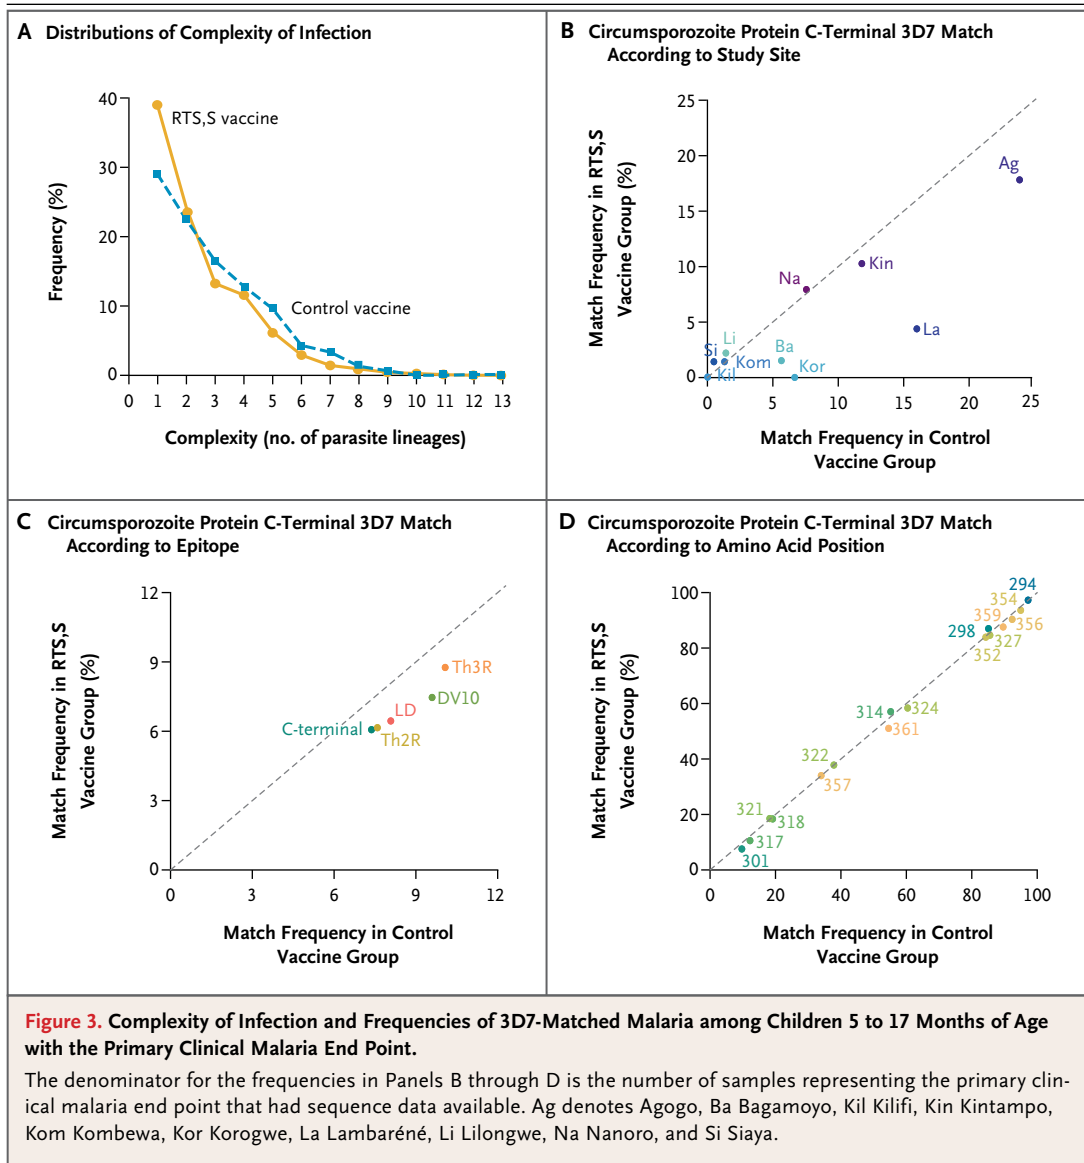 A Distributions of Complexity of Infection
40
30
20
10
0
Frequency (%)
RTS,S vaccine
Control vaccine
0 1 2 3 4 5 6 7 8 9 10 11 12 13
Complexity (no. of parasite lineages)
B Circumsporozoite Protein C-Terminal 3D7 Match
According to Study Site
25
20
15
10
5
0
Match Frequency in RTS,S
Vaccine Group (%)
Ag
Kin
Na
La
Li
Si
Kom
Kil
Ba
Kor
0 5 10 15 20 25
Match Frequency in Control
Vaccine Group
C Circumsporozoite Protein C-Terminal 3D7 Match
According to Epitope
12
9
6
3
0
Match Frequency in RTS,S
Vaccine Group (%)
Th3R
DV10
LD
C-terminal
Th2R
0 3 6 9 12
Match Frequency in Control
Vaccine Group
D Circumsporozoite Protein C-Terminal 3D7 Match
According to Amino Acid Position
100
80
60
40
20
0
Match Frequency in RTS,S
Vaccine Group (%)
294
354
359
356
298
327
352
314
324
361
322
357
321
318
317
301
0 20 40 60 80 100
Match Frequency in Control
Vaccine Group
Figure 3. Complexity of Infection and Frequencies of 3D7-Matched Malaria among Children 5 to 17 Months of Age
with the Primary Clinical Malaria End Point.
The denominator for the frequencies in Panels B through D is the number of samples representing the primary clin-
ical malaria end point that had sequence data available. Ag denotes Agogo, Ba Bagamoyo, Kil Kilifi, Kin Kintampo,
Kom Kombewa, Kor Korogwe, La Lambaréné, Li Lilongwe, Na Nanoro, and Si Siaya.